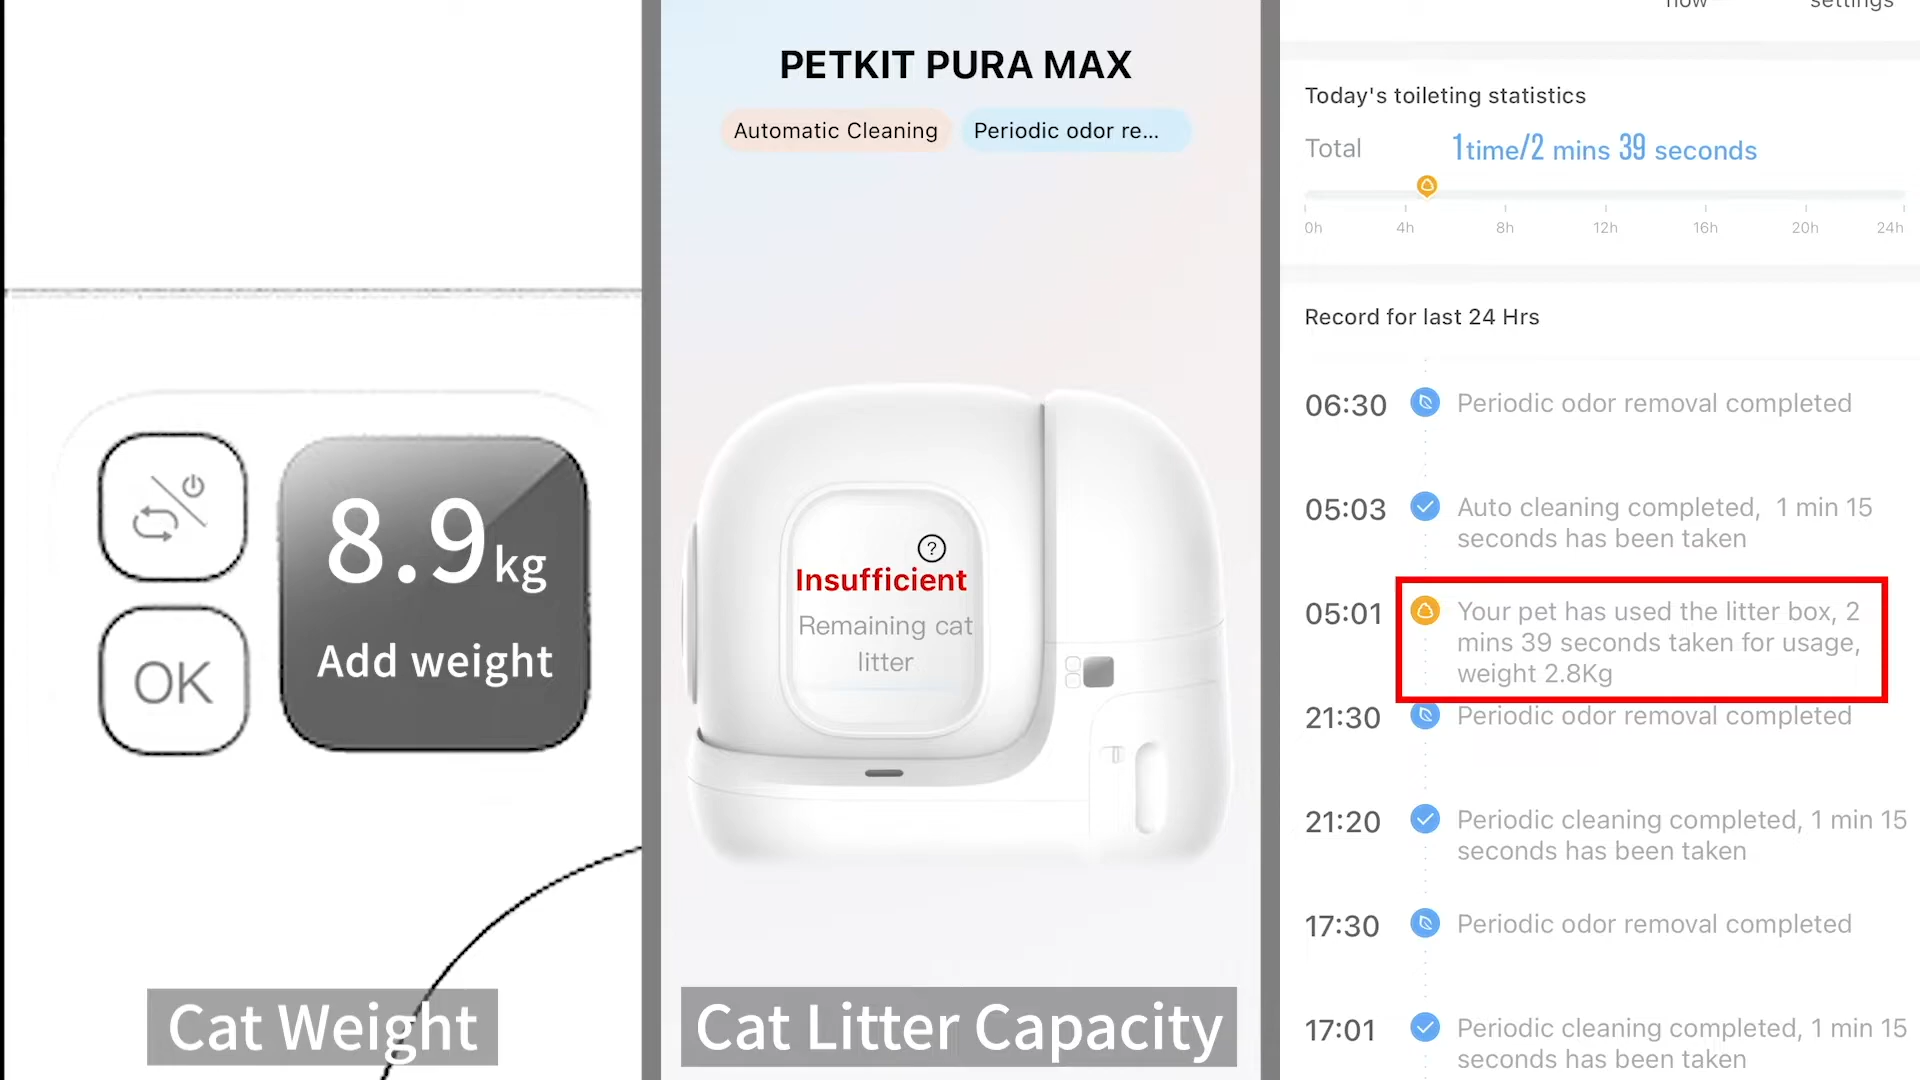 8.9kg
Add weight
OK
Cat Weight
PETKIT PURA MAX
Automatic Cleaning
Periodic odor re...
?
Insufficient
Remaining cat
litter
Cat Litter Capacity
settings
Today's toileting statistics
Total
1time/2 mins 39 seconds
0h 4h 8h 12h 16h 20h 24h
Record for last 24 Hrs
06:30 Periodic odor removal completed
05:03 Auto cleaning completed, 1 min 15
seconds has been taken
05:01 Your pet has used the litter box, 2
mins 39 seconds taken for usage,
weight 2.8Kg
21:30 Periodic odor removal completed
21:20 Periodic cleaning completed, 1 min 15
seconds has been taken
17:30 Periodic odor removal completed
17:01 Periodic cleaning completed, 1 min 15
seconds has been taken